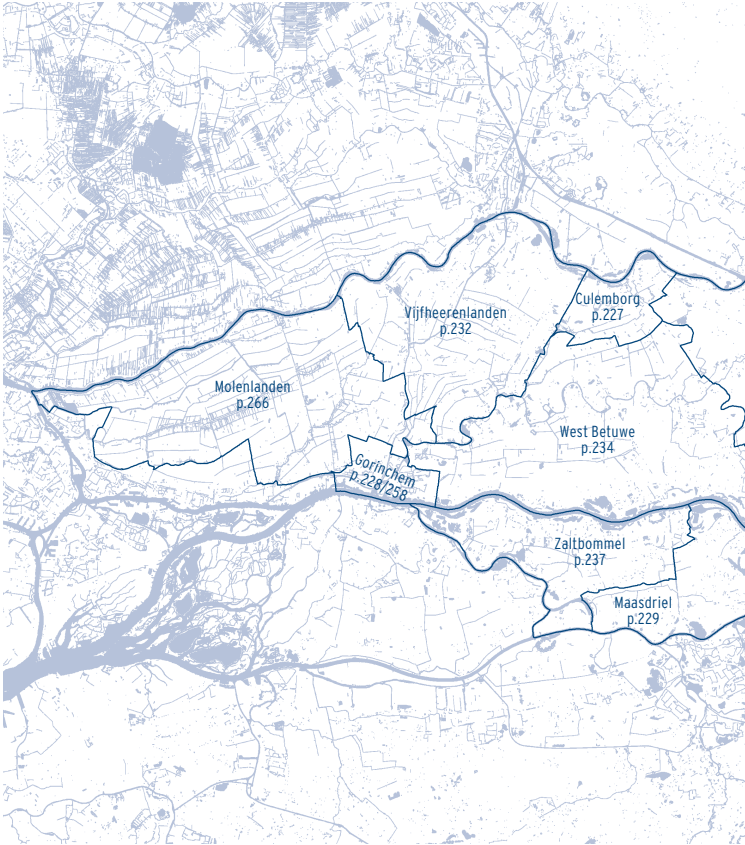 Culemborg
p.227
Vijfheerenlanden
p.232
Molenlanden
p.266
West Betuwe
p.234
Gorinchem
p.228/258
Zaltbommel
p.237
Maasdriel
p.229